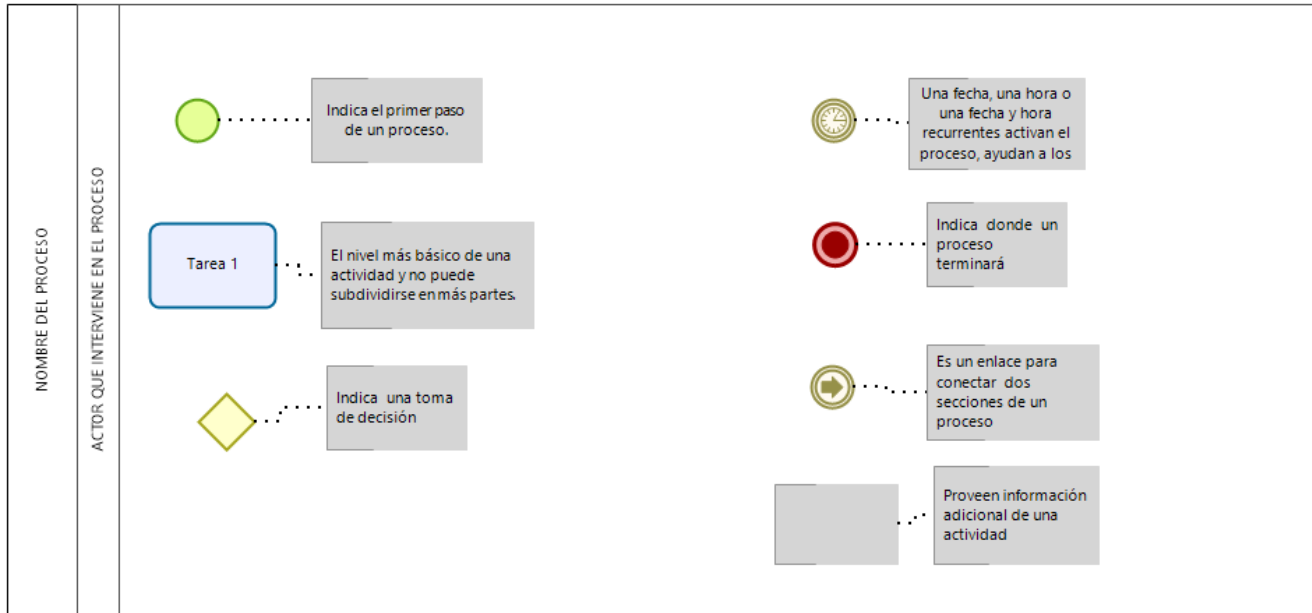 NOMBRE DEL PROCESO
ACTOR QUE INTERVIENE EN EL PROCESO
Indica el primer paso
de un proceso.
Tarea 1
El nivel más básico de una
actividad y no puede
subdividirse en más partes.
Indica una toma
de decisión
Una fecha, una hora o
una fecha y hora
recurrentes activan el
proceso, ayudan a los
Indica donde un
proceso
terminará
Es un enlace para
conectar dos
secciones de un
proceso
Proveen información
adicional de una
actividad